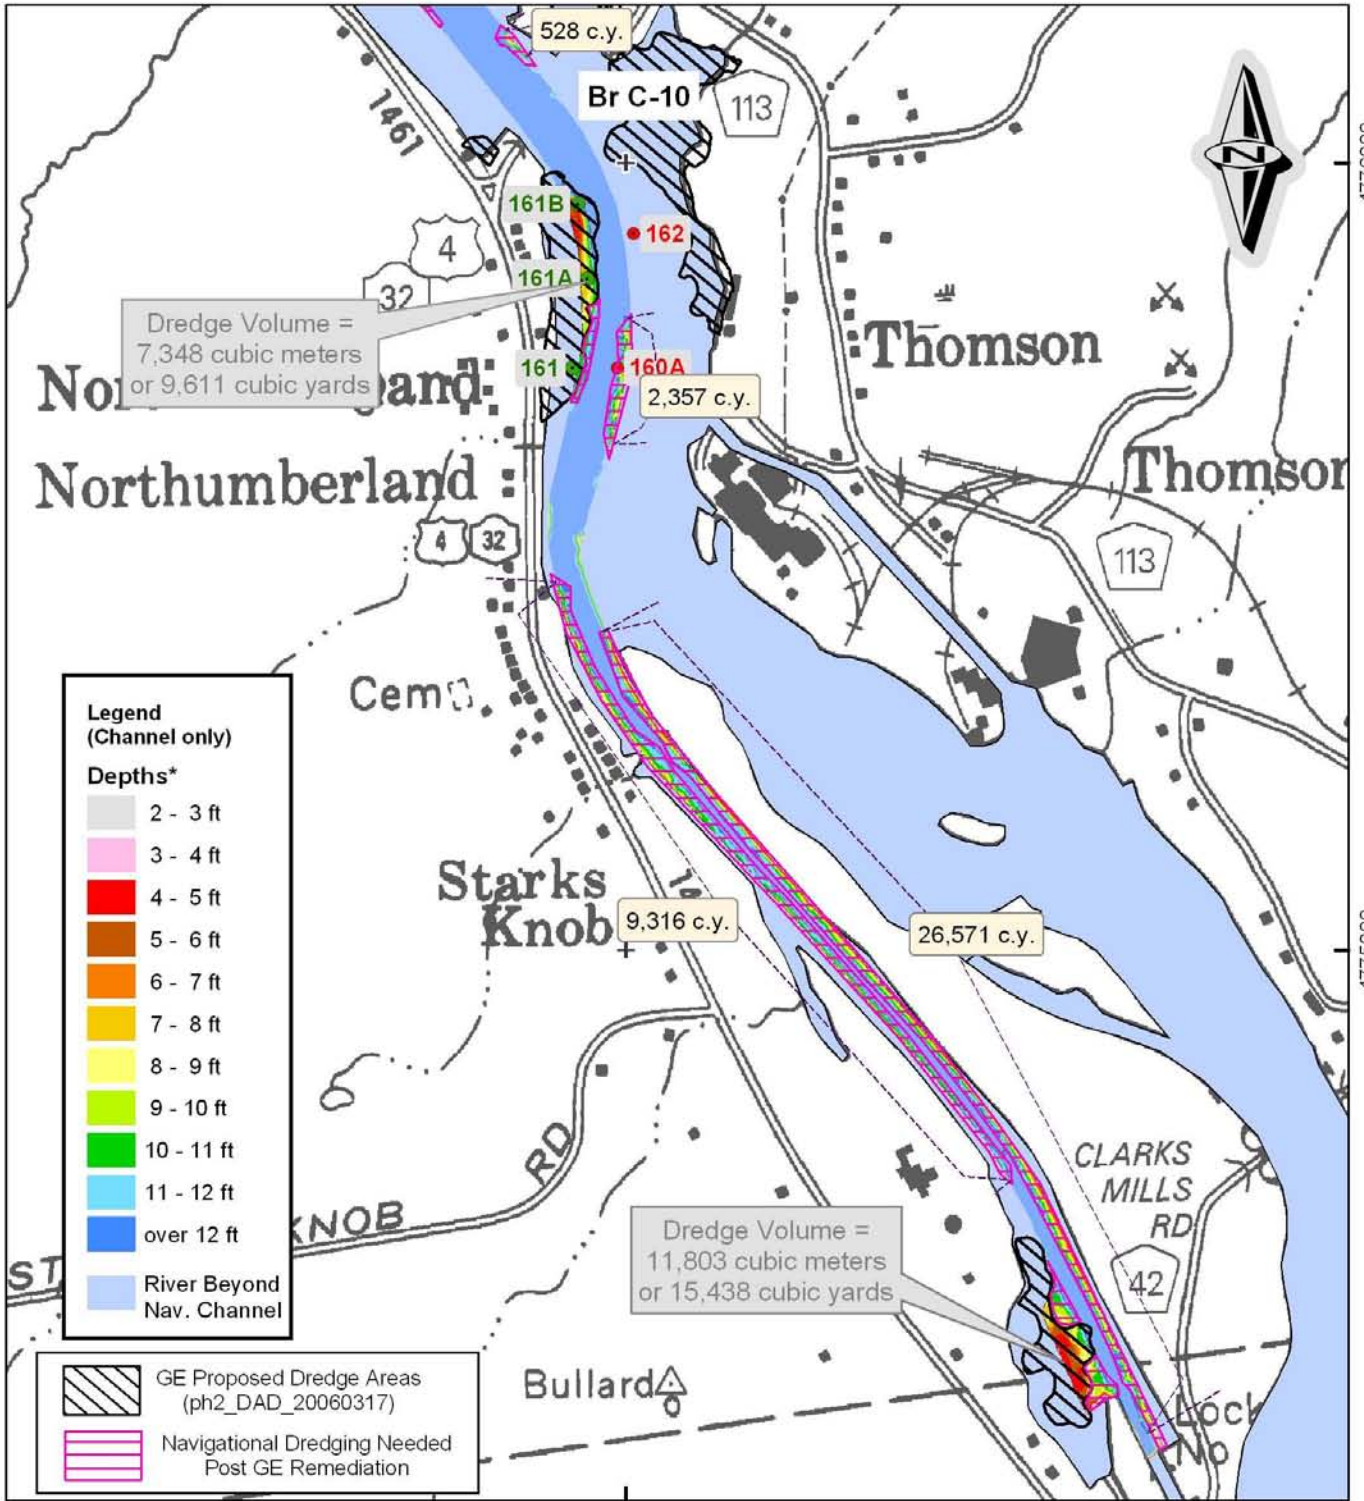 528 c.y.
Br C-10
113
1461
161B
4
162
32
161A
Dredge Volume =
7,348 cubic meters
or 9,611 cubic yards
Thomson
161
160A
2,357 c.y.
Northumberland
Thomson
4
32
113
N
Cem
Legend
(Channel only)
Depths*
2 - 3 ft
3 - 4 ft
4 - 5 ft
5 - 6 ft
6 - 7 ft
7 - 8 ft
8 - 9 ft
9 - 10 ft
10 - 11 ft
11 - 12 ft
over 12 ft
River Beyond
Nav. Channel
Starks
Knob
9,316 c.y.
26,571 c.y.
CLARKS
MILLS
RD
42
KNOB
RD
ST
Dredge Volume =
11,803 cubic meters
or 15,438 cubic yards
Bullard
Lock
No
GE Proposed Dredge Areas
(ph2_DAD_20060317)
Navigational Dredging Needed
Post GE Remediation